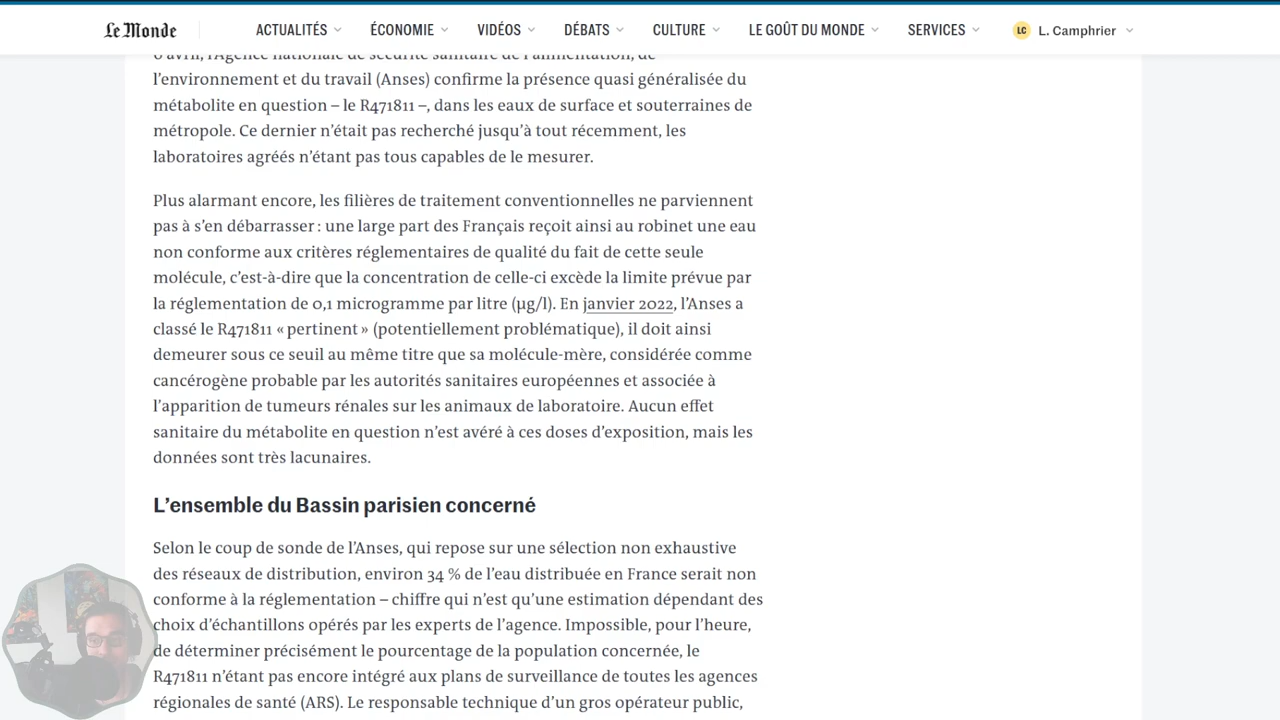 Le Monde
ACTUALITÉS ÉCONOMIE VIDÉOS DÉBATS CULTURE LE GOÛT DU MONDE SERVICES LC L. Camphrier
6 avril, l'Agence nationale de sécurité sanitaire de l'alimentation, de
l'environnement et du travail (Anses) confirme la présence quasi généralisée du
métabolite en question – le R471811 –, dans les eaux de surface et souterraines de
métropole. Ce dernier n'était pas recherché jusqu'à tout récemment, les
laboratoires agréés n'étant pas tous capables de le mesurer.
Plus alarmant encore, les filières de traitement conventionnelles ne parviennent
pas à s'en débarrasser : une large part des Français reçoit ainsi au robinet une eau
non conforme aux critères réglementaires de qualité du fait de cette seule
molécule, c'est-à-dire que la concentration de celle-ci excède la limite prévue par
la réglementation de 0,1 microgramme par litre (µg/l). En janvier 2022, l'Anses a
classé le R471811 « pertinent » (potentiellement problématique), il doit ainsi
demeurer sous ce seuil au même titre que sa molécule-mère, considérée comme
cancérogène probable par les autorités sanitaires européennes et associée à
l'apparition de tumeurs rénales sur les animaux de laboratoire. Aucun effet
sanitaire du métabolite en question n'est avéré à ces doses d'exposition, mais les
données sont très lacunaires.
L'ensemble du Bassin parisien concerné
Selon le coup de sonde de l'Anses, qui repose sur une sélection non exhaustive
des réseaux de distribution, environ 34 % de l'eau distribuée en France serait non
conforme à la réglementation – chiffre qui n'est qu'une estimation dépendant des
choix d'échantillons opérés par les experts de l'agence. Impossible, pour l'heure,
de déterminer précisément le pourcentage de la population concernée, le
R471811 n'étant pas encore intégré aux plans de surveillance de toutes les agences
régionales de santé (ARS). Le responsable technique d'un gros opérateur public,